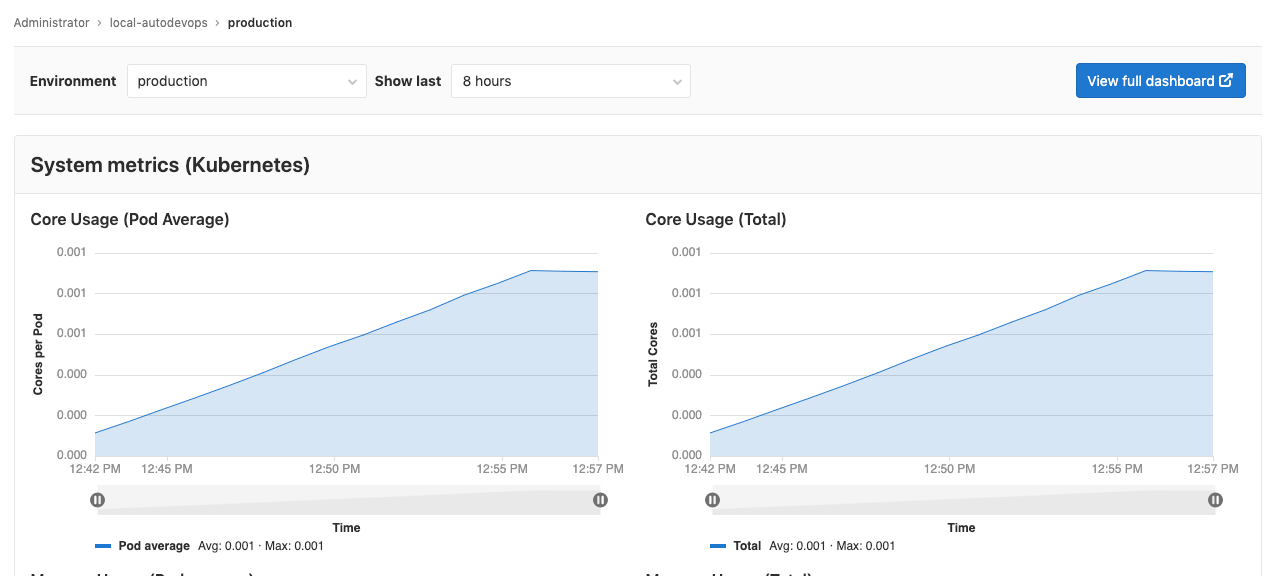 Administrator › local-autodevops › production
Environment production Show last 8 hours View full dashboard
System metrics (Kubernetes)
Core Usage (Pod Average)
0.001
0.001
0.001
0.000
0.000
0.000
Cores per Pod
12:42 PM 12:45 PM 12:50 PM 12:55 PM 12:57 PM
Time
Pod average Avg: 0.001 · Max: 0.001
Core Usage (Total)
0.001
0.001
0.001
0.000
0.000
0.000
Total Cores
12:42 PM 12:45 PM 12:50 PM 12:55 PM 12:57 PM
Time
Total Avg: 0.001 · Max: 0.001